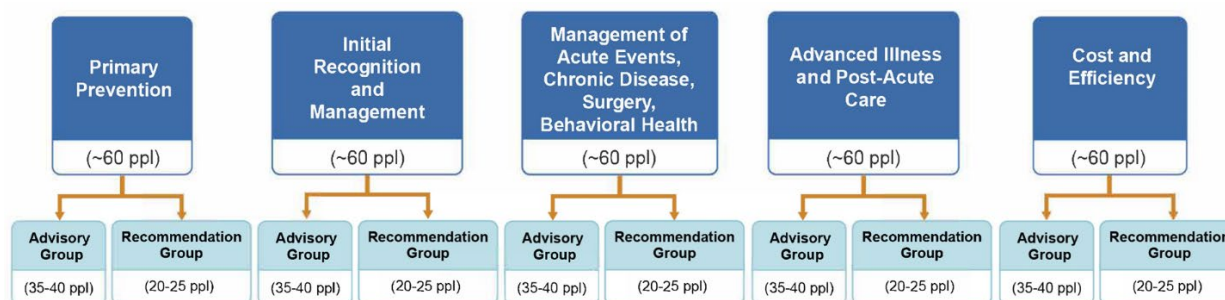 Primary
Prevention
(~60 ppl)
Advisory
Group
(35-40 ppl)
Recommendation
Group
(20-25 ppl)
Initial
Recognition
and
Management
(~60 ppl)
Advisory
Group
(35-40 ppl)
Recommendation
Group
(20-25 ppl)
Management of
Acute Events,
Chronic Disease,
Surgery,
Behavioral Health
(~60 ppl)
Advisory
Group
(35-40 ppl)
Recommendation
Group
(20-25 ppl)
Advanced Illness
and Post-Acute
Care
(~60 ppl)
Advisory
Group
(35-40 ppl)
Recommendation
Group
(20-25 ppl)
Cost and
Efficiency
(~60 ppl)
Advisory
Group
(35-40 ppl)
Recommendation
Group
(20-25 ppl)